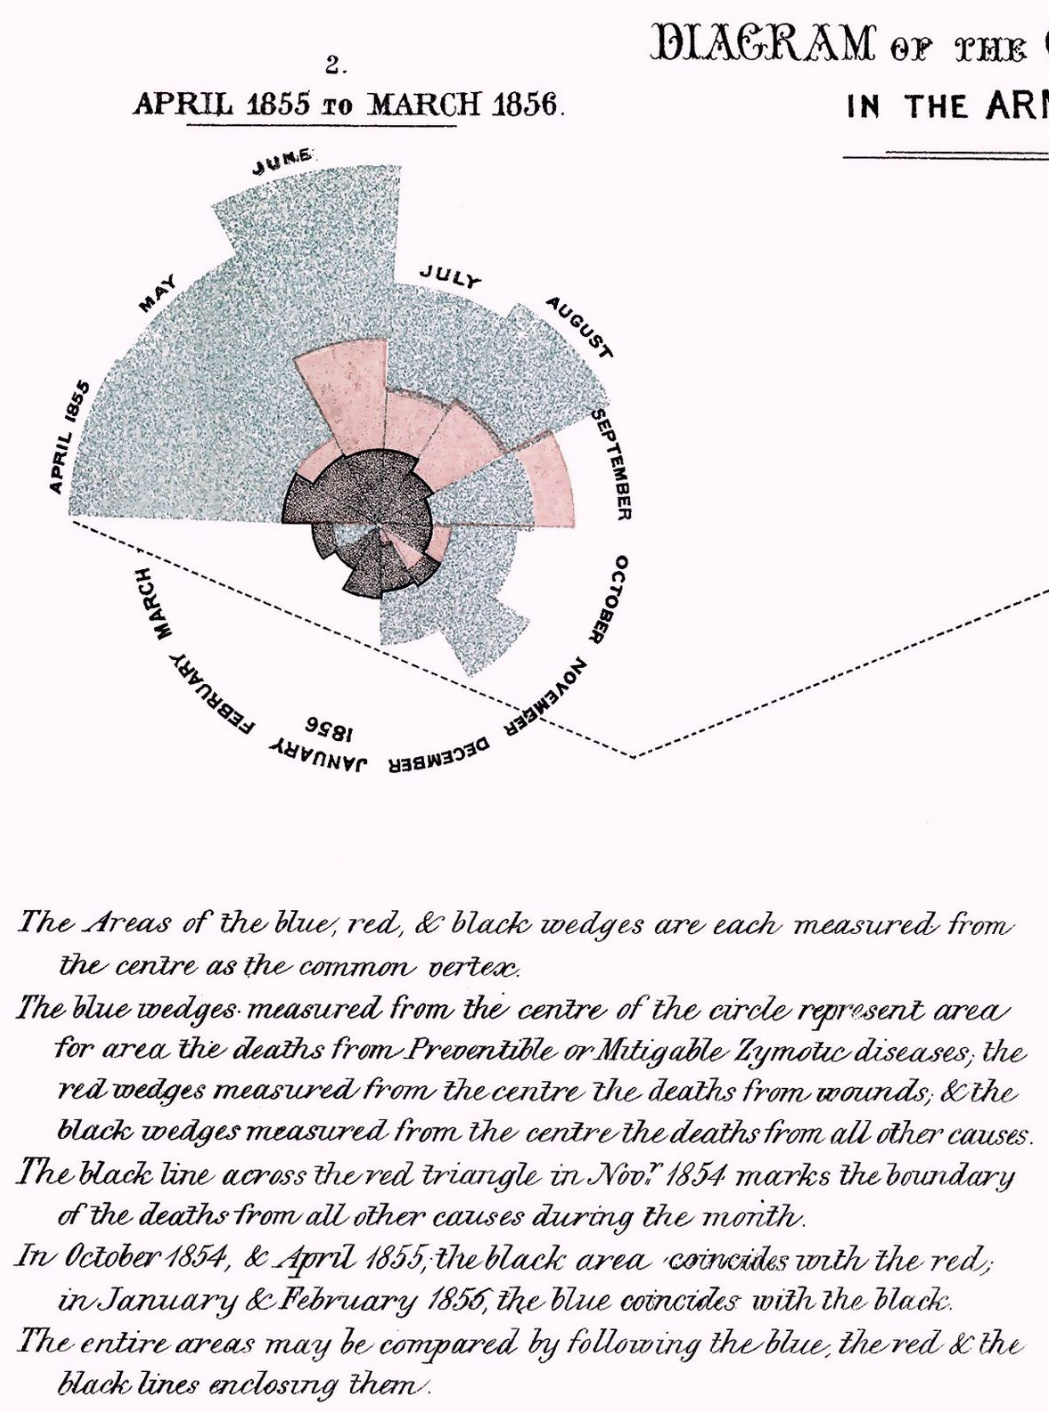 2.
APRIL 1855 TO MARCH 1856.
DIAGRAM OF THE
IN THE
JUNE
JULY
MAY
AUGUST
APRIL 1855
SEPTEMBER
OCTOBER
NOVEMBER
DECEMBER
JANUARY
1856
FEBRUARY
MARCH
The Areas of the blue, red, & black wedges are each measured from
the centre as the common vertex.
The blue wedges measured from the centre of the circle represent area
for area the deaths from Preventible or Mitigable Zymotic diseases; the
red wedges measured from the centre the deaths from wounds; & the
black wedges measured from the centre the deaths from all other causes.
The black line across the red triangle in Novr. 1854 marks the boundary
of the deaths from all other causes during the month.
In October 1854, & April 1855, the black area coincides with the red;
in January & February 1856, the blue coincides with the black.
The entire areas may be compared by following the blue, the red & the
black lines enclosing them.